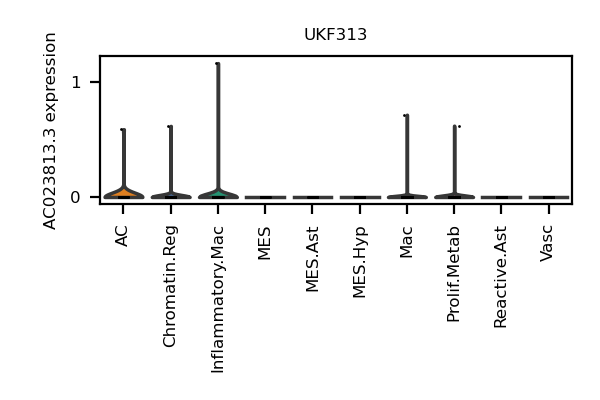 UKF313
AC023813.3 expression
1
0
AC
Chromatin.Reg
Inflammatory.Mac
MES
MES.Ast
MES.Hyp
Mac
Prolif.Metab
Reactive.Ast
Vasc